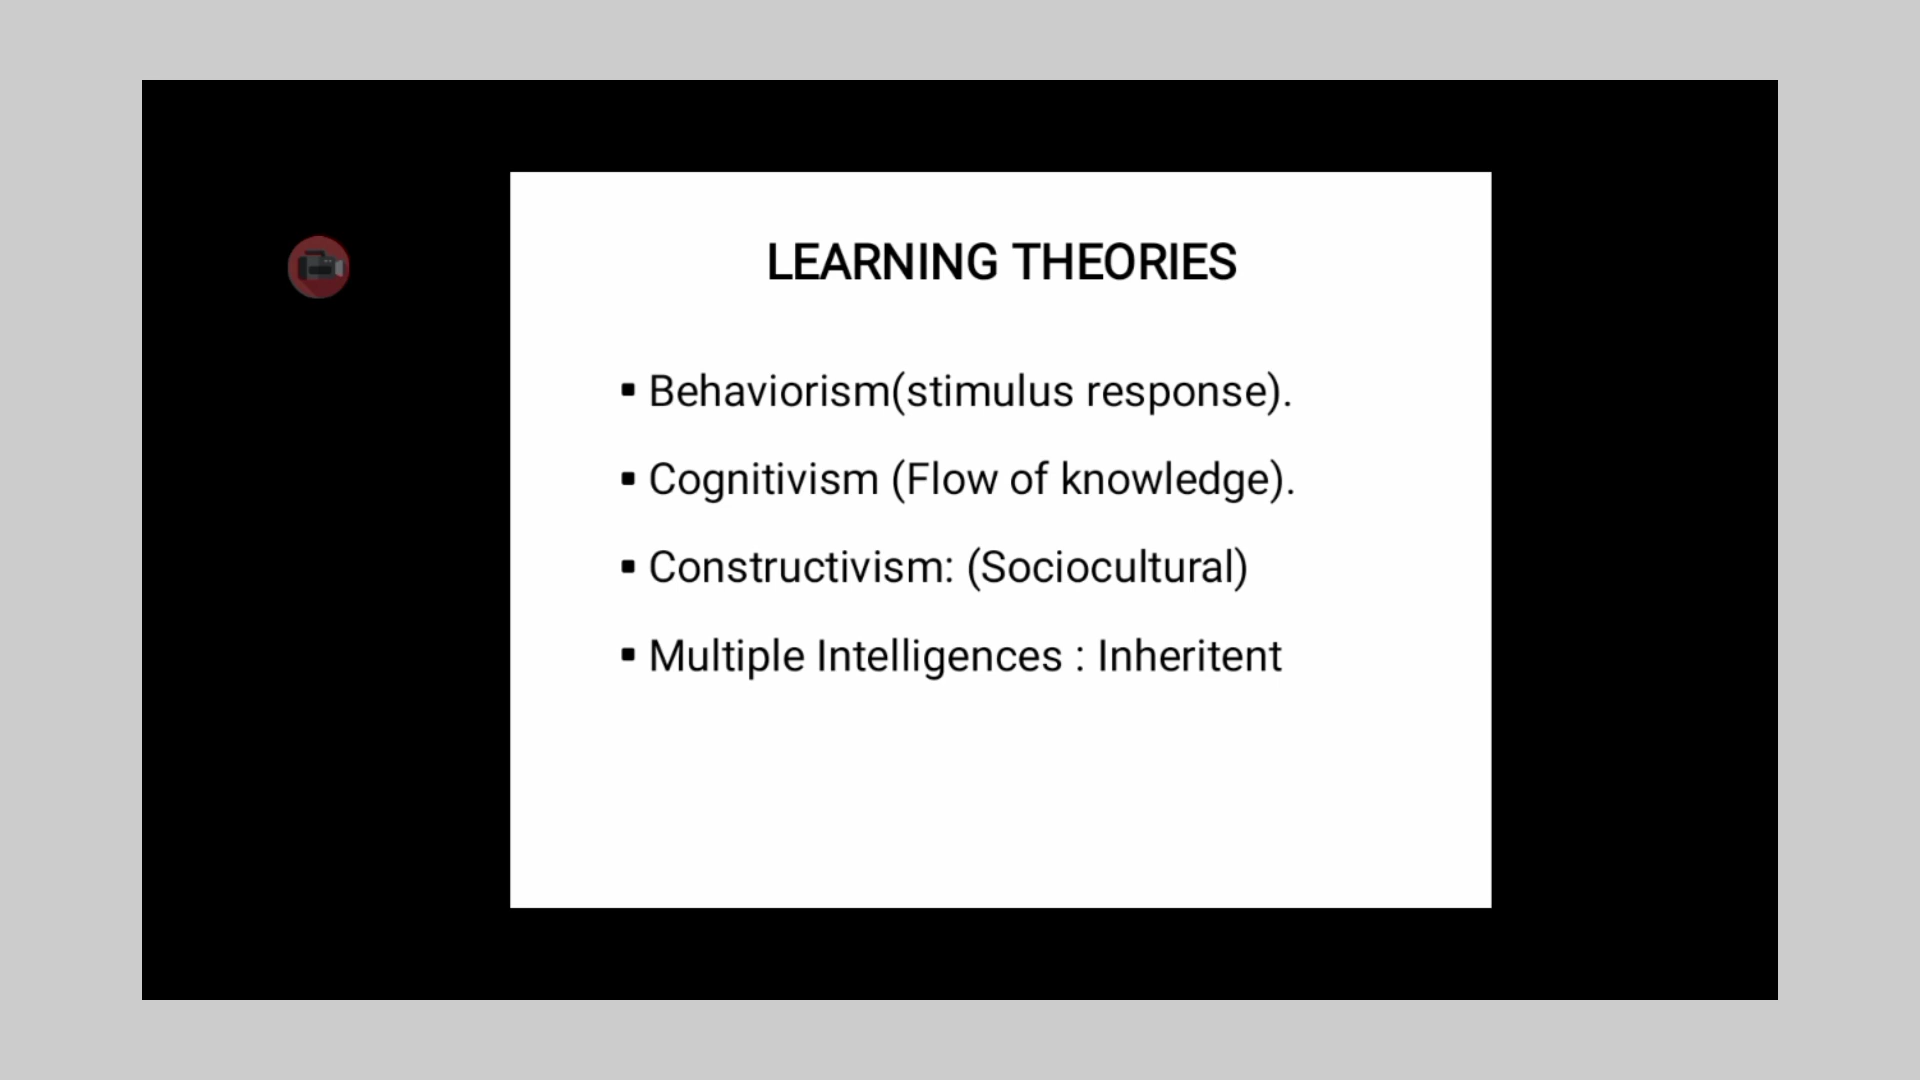 LEARNING THEORIES
▪ Behaviorism(stimulus response).
▪ Cognitivism (Flow of knowledge).
▪ Constructivism: (Sociocultural)
▪ Multiple Intelligences : Inheritent